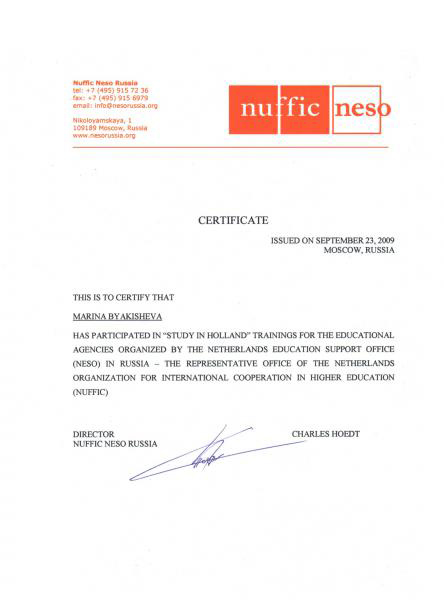 Nuffic Neso Russia
tel: +7 (495) 915 72 36
fax: +7 (495) 915 6979
email: info@nesorussia.org
Nikoloyamskaya, 1
109189 Moscow, Russia
www.nesorussia.org
nuffic neso
CERTIFICATE
ISSUED ON SEPTEMBER 23, 2009
MOSCOW, RUSSIA
THIS IS TO CERTIFY THAT
MARINA BYAKISHEVA
HAS PARTICIPATED IN “STUDY IN HOLLAND” TRAININGS FOR THE EDUCATIONAL
AGENCIES ORGANIZED BY THE NETHERLANDS EDUCATION SUPPORT OFFICE
(NESO) IN RUSSIA – THE REPRESENTATIVE OFFICE OF THE NETHERLANDS
ORGANIZATION FOR INTERNATIONAL COOPERATION IN HIGHER EDUCATION
(NUFFIC)
DIRECTOR CHARLES HOEDT
NUFFIC NESO RUSSIA